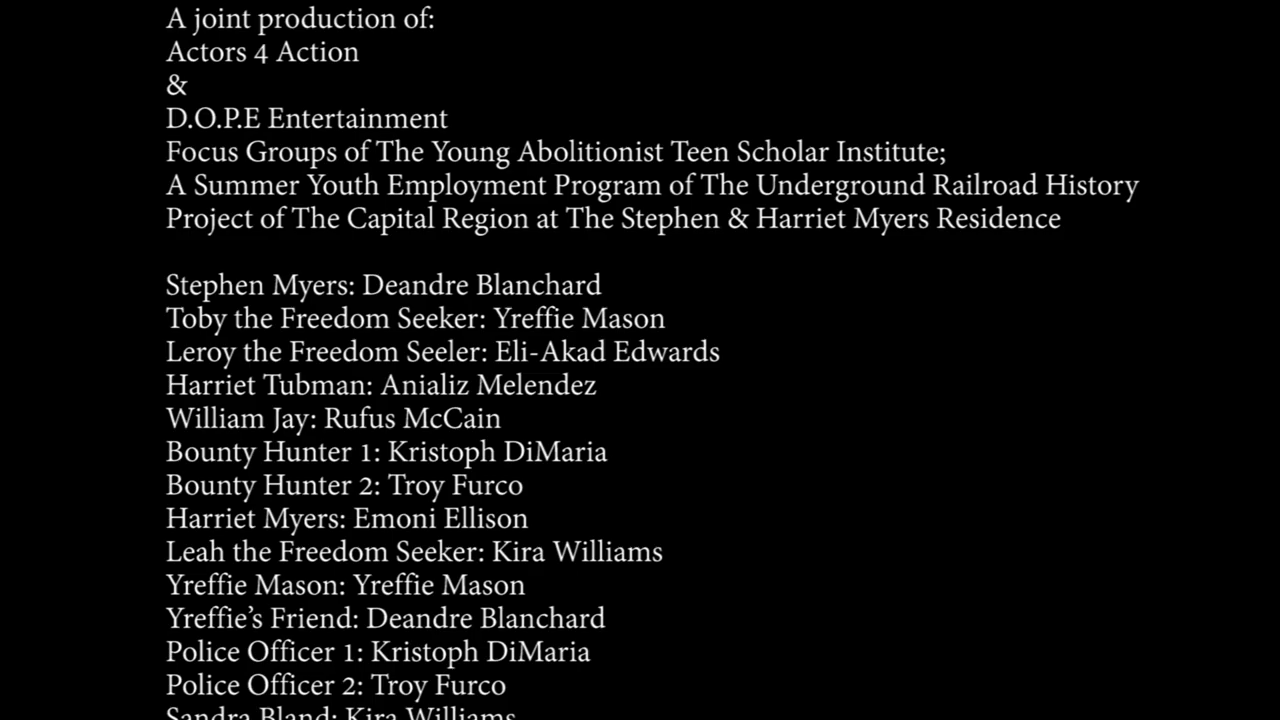 A joint production of:
Actors 4 Action
&
D.O.P.E Entertainment
Focus Groups of The Young Abolitionist Teen Scholar Institute;
A Summer Youth Employment Program of The Underground Railroad History
Project of The Capital Region at The Stephen & Harriet Myers Residence
Stephen Myers: Deandre Blanchard
Toby the Freedom Seeker: Yreffie Mason
Leroy the Freedom Seeler: Eli-Akad Edwards
Harriet Tubman: Anializ Melendez
William Jay: Rufus McCain
Bounty Hunter 1: Kristoph DiMaria
Bounty Hunter 2: Troy Furco
Harriet Myers: Emoni Ellison
Leah the Freedom Seeker: Kira Williams
Yreffie Mason: Yreffie Mason
Yreffie’s Friend: Deandre Blanchard
Police Officer 1: Kristoph DiMaria
Police Officer 2: Troy Furco
Sandra Bland: Kira Williams